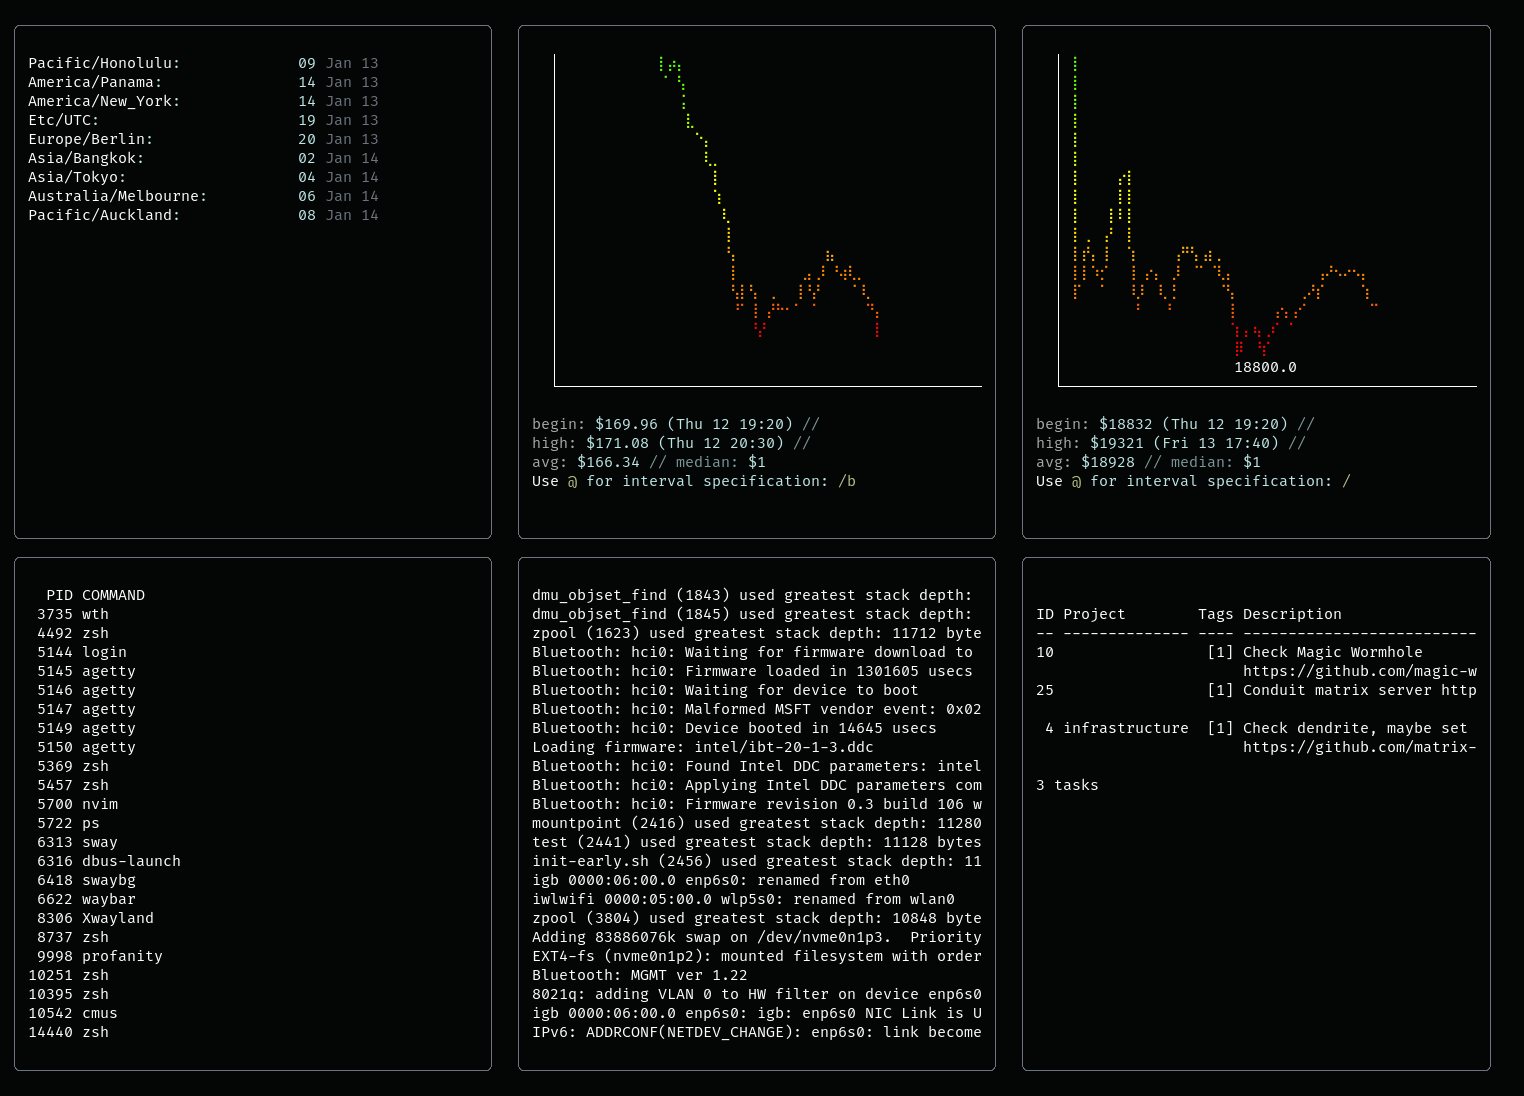 Pacific/Honolulu: 09 Jan 13
America/Panama: 14 Jan 13
America/New_York: 14 Jan 13
Etc/UTC: 19 Jan 13
Europe/Berlin: 20 Jan 13
Asia/Bangkok: 02 Jan 14
Asia/Tokyo: 04 Jan 14
Australia/Melbourne: 06 Jan 14
Pacific/Auckland: 08 Jan 14
begin: $169.96 (Thu 12 19:20) //
high: $171.08 (Thu 12 20:30) //
avg: $166.34 // median: $1
Use @ for interval specification: /b
18800.0
begin: $18832 (Thu 12 19:20) //
high: $19321 (Fri 13 17:40) //
avg: $18928 // median: $1
Use @ for interval specification: /
PID COMMAND
3735 wth
4492 zsh
5144 login
5145 agetty
5146 agetty
5147 agetty
5149 agetty
5150 agetty
5369 zsh
5457 zsh
5700 nvim
5722 ps
6313 sway
6316 dbus-launch
6418 swaybg
6622 waybar
8306 Xwayland
8737 zsh
9998 profanity
10251 zsh
10395 zsh
10542 cmus
14440 zsh
dmu_objset_find (1843) used greatest stack depth:
dmu_objset_find (1845) used greatest stack depth:
zpool (1623) used greatest stack depth: 11712 byte
Bluetooth: hci0: Waiting for firmware download to
Bluetooth: hci0: Firmware loaded in 1301605 usecs
Bluetooth: hci0: Waiting for device to boot
Bluetooth: hci0: Malformed MSFT vendor event: 0x02
Bluetooth: hci0: Device booted in 14645 usecs
Loading firmware: intel/ibt-20-1-3.ddc
Bluetooth: hci0: Found Intel DDC parameters: intel
Bluetooth: hci0: Applying Intel DDC parameters com
Bluetooth: hci0: Firmware revision 0.3 build 106 w
mountpoint (2416) used greatest stack depth: 11280
test (2441) used greatest stack depth: 11128 bytes
init-early.sh (2456) used greatest stack depth: 11
igb 0000:06:00.0 enp6s0: renamed from eth0
iwlwifi 0000:05:00.0 wlp5s0: renamed from wlan0
zpool (3804) used greatest stack depth: 10848 byte
Adding 83886076k swap on /dev/nvme0n1p3.  Priority
EXT4-fs (nvme0n1p2): mounted filesystem with order
Bluetooth: MGMT ver 1.22
8021q: adding VLAN 0 to HW filter on device enp6s0
igb 0000:06:00.0 enp6s0: igb: enp6s0 NIC Link is U
IPv6: ADDRCONF(NETDEV_CHANGE): enp6s0: link become
ID Project        Tags Description
-- -------------- ---- --------------------------
10 [1] Check Magic Wormhole
https://github.com/magic-w
25 [1] Conduit matrix server http
4 infrastructure [1] Check dendrite, maybe set
https://github.com/matrix-
3 tasks